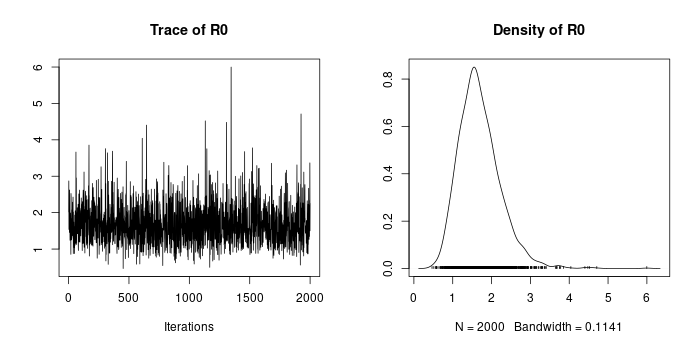 Trace of R0
6
5
4
3
2
1
0 500 1000 1500 2000
Iterations
Density of R0
0.8
0.6
0.4
0.2
0.0
0 1 2 3 4 5 6
N = 2000 Bandwidth = 0.1141